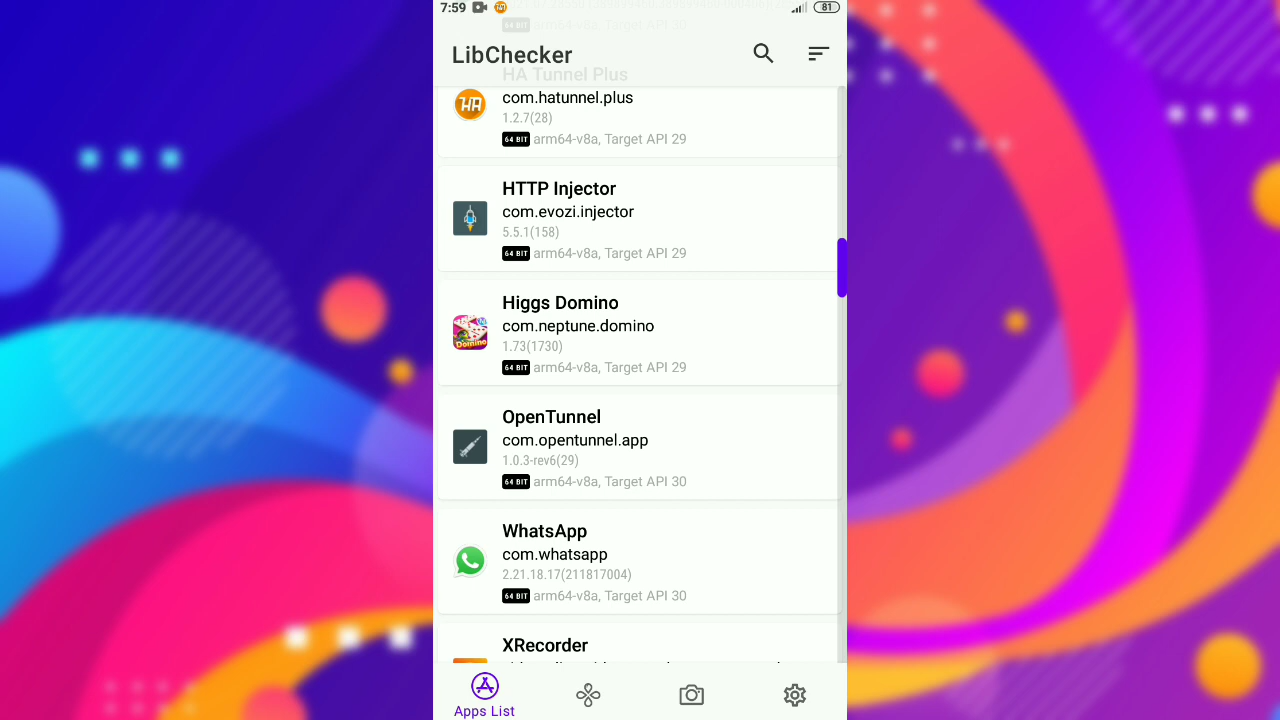 7:59
81
64 BIT
LibChecker
HA Tunnel Plus
HA
com.hatunnel.plus
1.2.7(28)
64 BIT arm64-v8a, Target API 29
HTTP Injector
com.evozi.injector
5.5.1(158)
64 BIT arm64-v8a, Target API 29
Higgs Domino
com.neptune.domino
Domino
1.73(1730)
64 BIT arm64-v8a, Target API 29
OpenTunnel
com.opentunnel.app
1.0.3-rev6(29)
64 BIT arm64-v8a, Target API 30
WhatsApp
com.whatsapp
2.21.18.17(211817004)
64 BIT arm64-v8a, Target API 30
XRecorder
Apps List